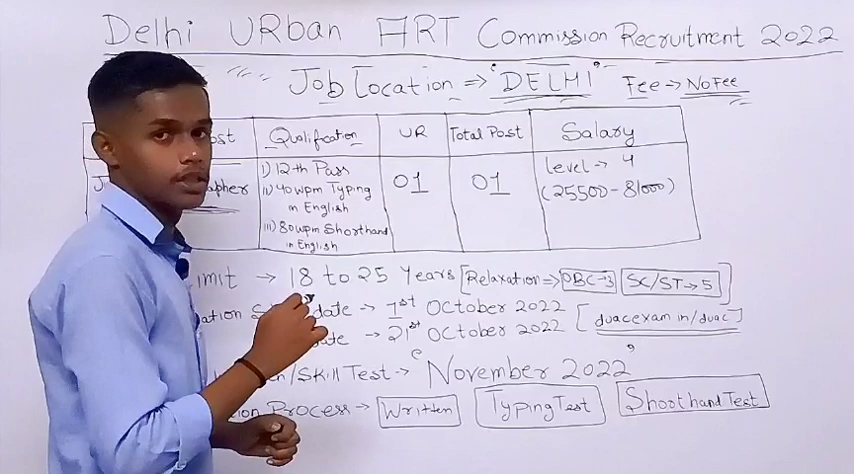 Delhi URban ART Commission Recruitment 2022
Job Location ⇒ "DELHI" Fee → No Fee
Post Qualification UR Total Post Salary
i) 12th Pass 01 01 level → 4
ii) 40wpm Typing (25500 - 81000)
in English
iii) 80wpm Shorthand
in English
→ 18 to 25 Years [Relaxation ⇒ OBC → 3 SC/ST → 5]
date → 1st October 2022
→ 21st October 2022 [duacexam.in/duac]
/Skill Test → "November 2022"
Process → Written Typing Test Shorthand Test